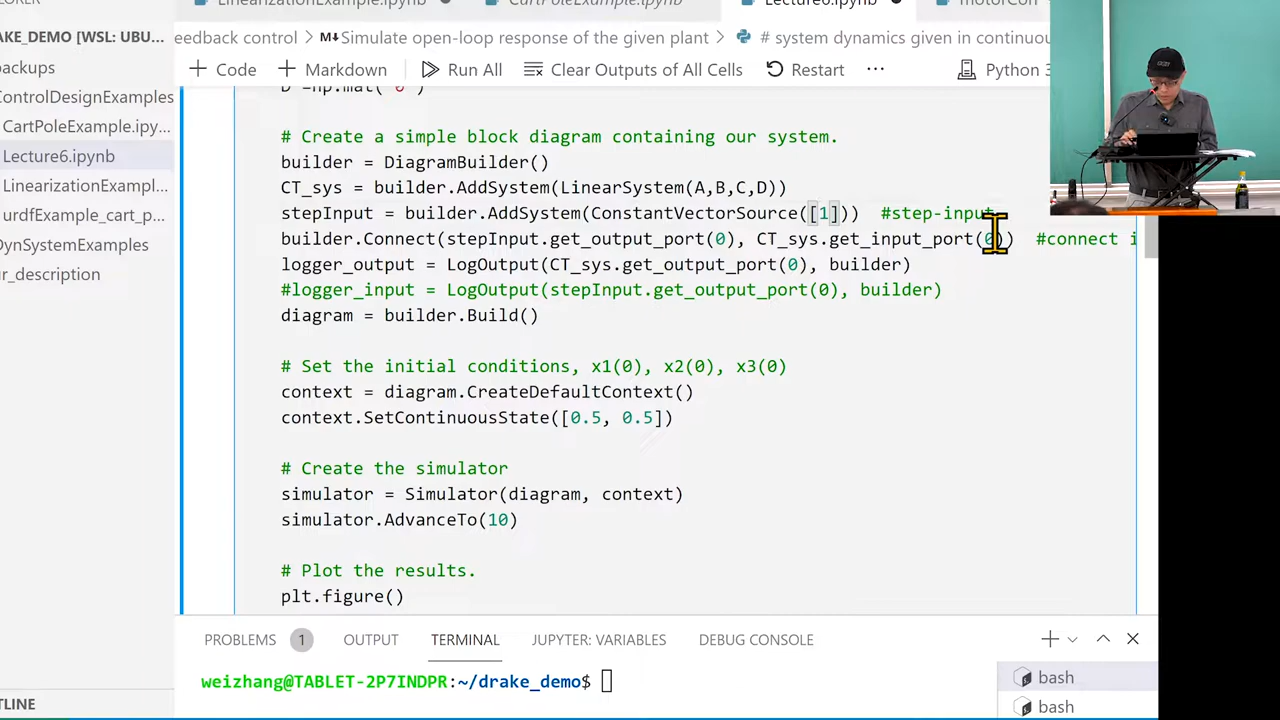 LinearizationExample.ipynb
CartPoleExample.ipynb
Lecture6.ipynb
motorCon
DRAKE_DEMO [WSL: UBU...
backups
ControlDesignExamples
CartPoleExample.ipy...
Lecture6.ipynb
LinearizationExampl...
urdfExample_cart_p...
DynSystemExamples
r_description
TLINE
eedback control > M↓Simulate open-loop response of the given plant > # system dynamics given in continuou
+ Code + Markdown Run All Clear Outputs of All Cells Restart ... Python 3
D =np.mat("0")
# Create a simple block diagram containing our system.
builder = DiagramBuilder()
CT_sys = builder.AddSystem(LinearSystem(A,B,C,D))
stepInput = builder.AddSystem(ConstantVectorSource([1])) #step-input
builder.Connect(stepInput.get_output_port(0), CT_sys.get_input_port(0)) #connect i
logger_output = LogOutput(CT_sys.get_output_port(0), builder)
#logger_input = LogOutput(stepInput.get_output_port(0), builder)
diagram = builder.Build()
# Set the initial conditions, x1(0), x2(0), x3(0)
context = diagram.CreateDefaultContext()
context.SetContinuousState([0.5, 0.5])
# Create the simulator
simulator = Simulator(diagram, context)
simulator.AdvanceTo(10)
# Plot the results.
plt.figure()
PROBLEMS 1 OUTPUT TERMINAL JUPYTER: VARIABLES DEBUG CONSOLE
weizhang@TABLET-2P7INDPR:~/drake_demo$
bash
bash